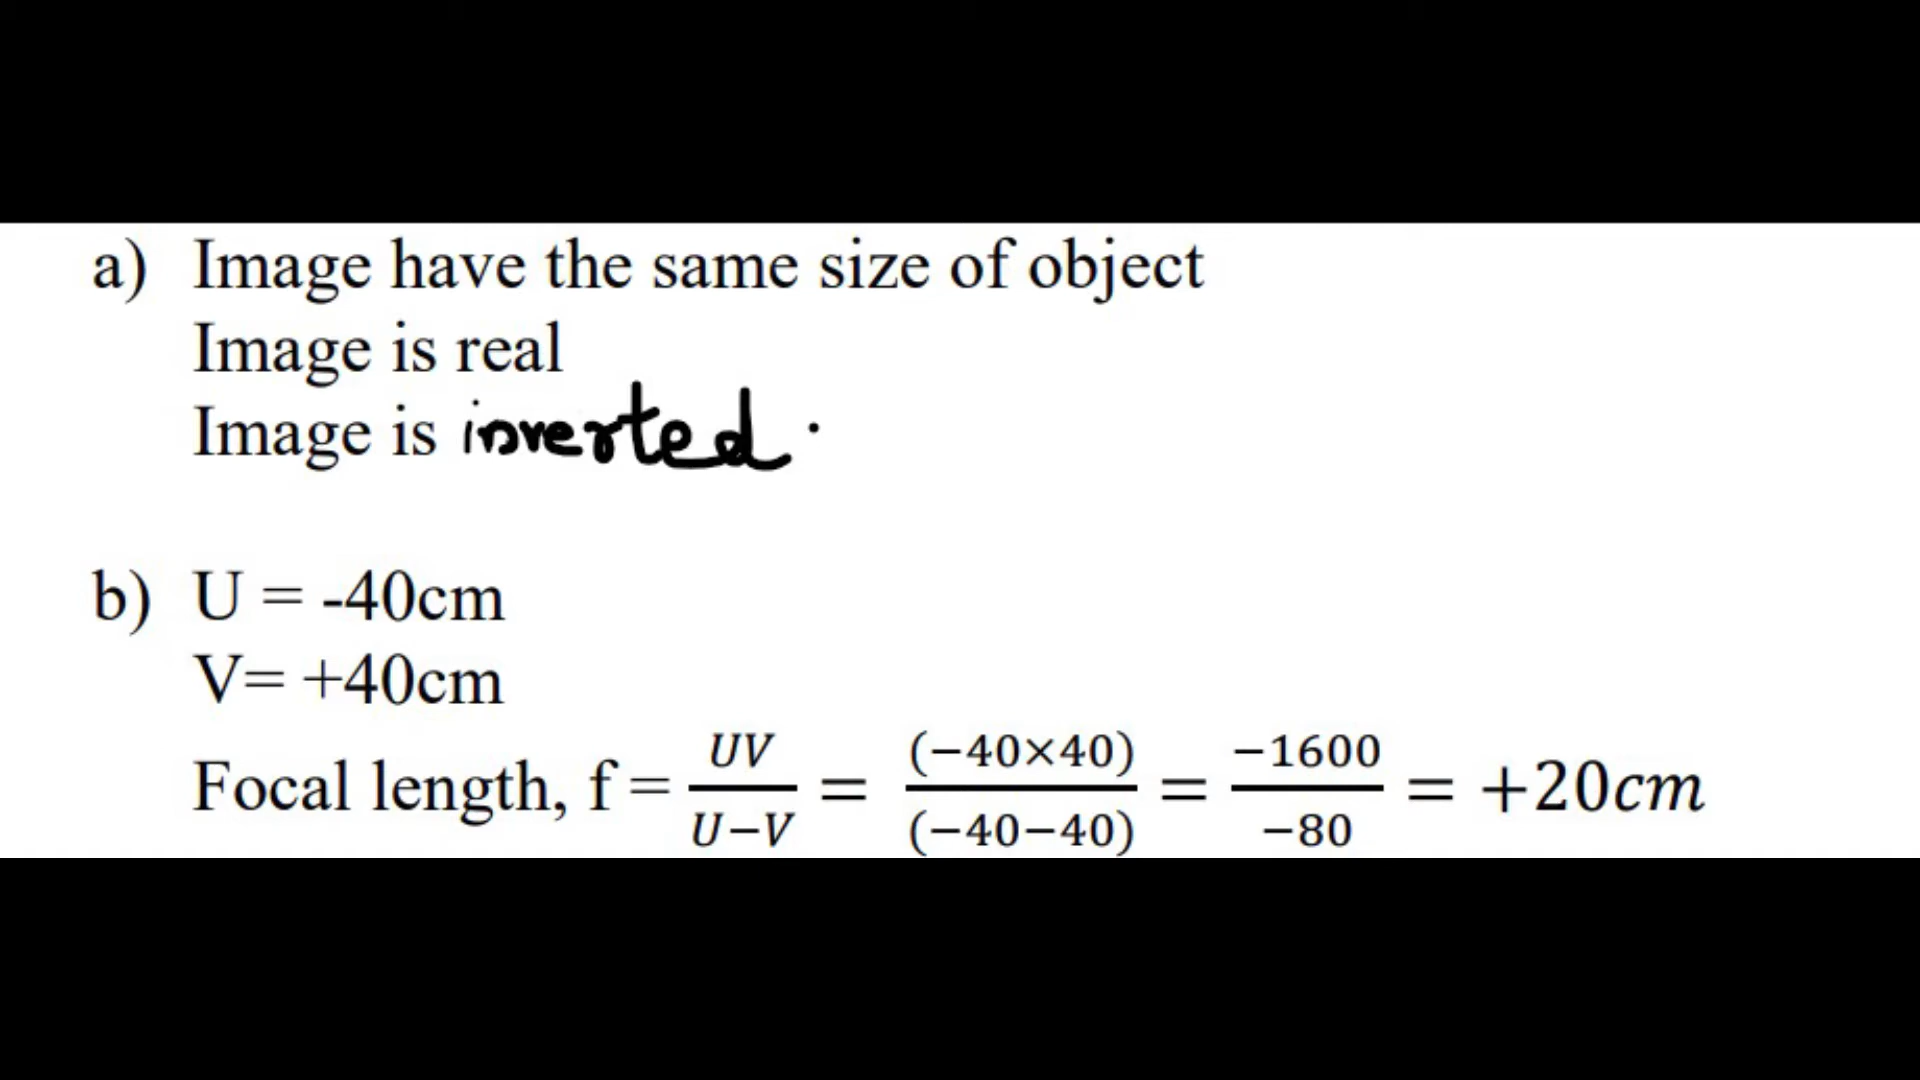 a) Image have the same size of object
Image is real
Image is inverted.
b) U = -40cm
V= +40cm
Focal length, f = UV/U−V = (−40×40)/(−40−40) = −1600/−80 = +20cm